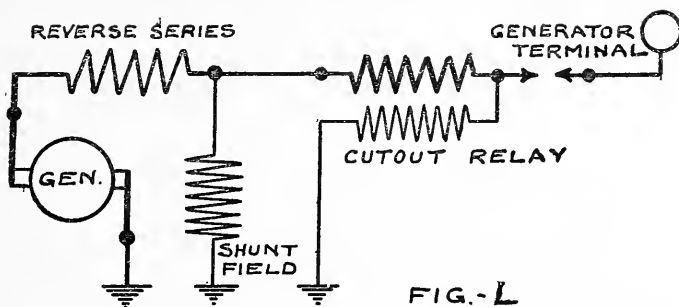 REVERSE SERIES
GENERATOR
TERMINAL
GEN.
CUTOUT RELAY
SHUNT
FIELD
FIG.-L